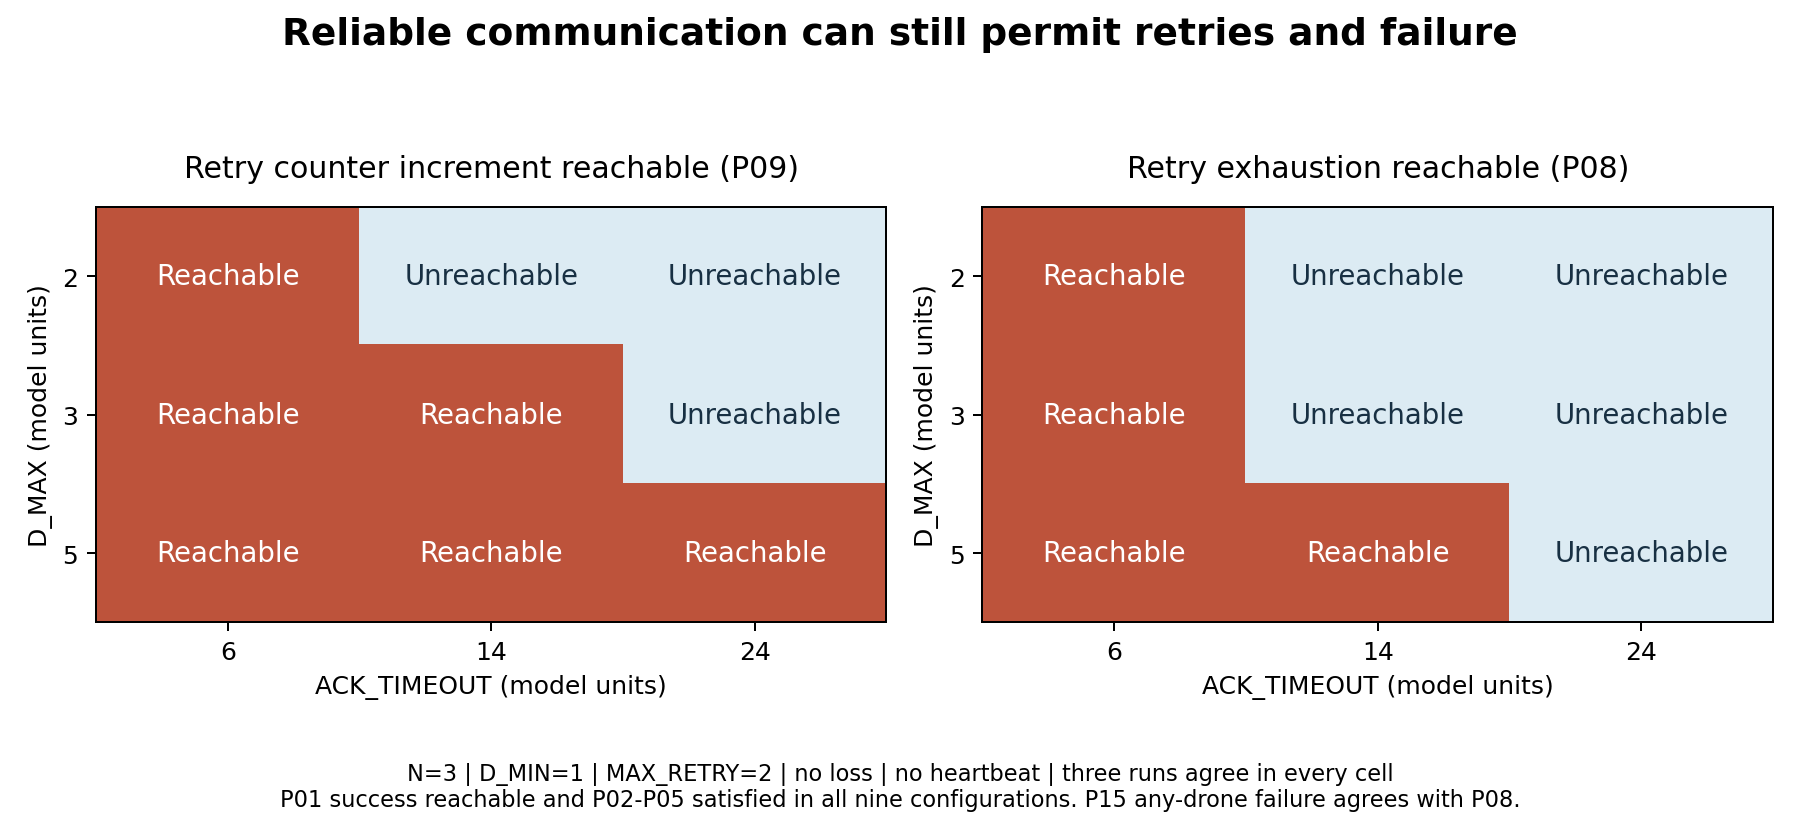 Reliable communication can still permit retries and failure
Retry counter increment reachable (P09)
D_MAX (model units)
2
Reachable
Unreachable
Unreachable
3
Reachable
Reachable
Unreachable
5
Reachable
Reachable
Reachable
6
14
24
ACK_TIMEOUT (model units)
Retry exhaustion reachable (P08)
D_MAX (model units)
2
Reachable
Unreachable
Unreachable
3
Reachable
Unreachable
Unreachable
5
Reachable
Reachable
Unreachable
6
14
24
ACK_TIMEOUT (model units)
N=3 | D_MIN=1 | MAX_RETRY=2 | no loss | no heartbeat | three runs agree in every cell
P01 success reachable and P02-P05 satisfied in all nine configurations. P15 any-drone failure agrees with P08.